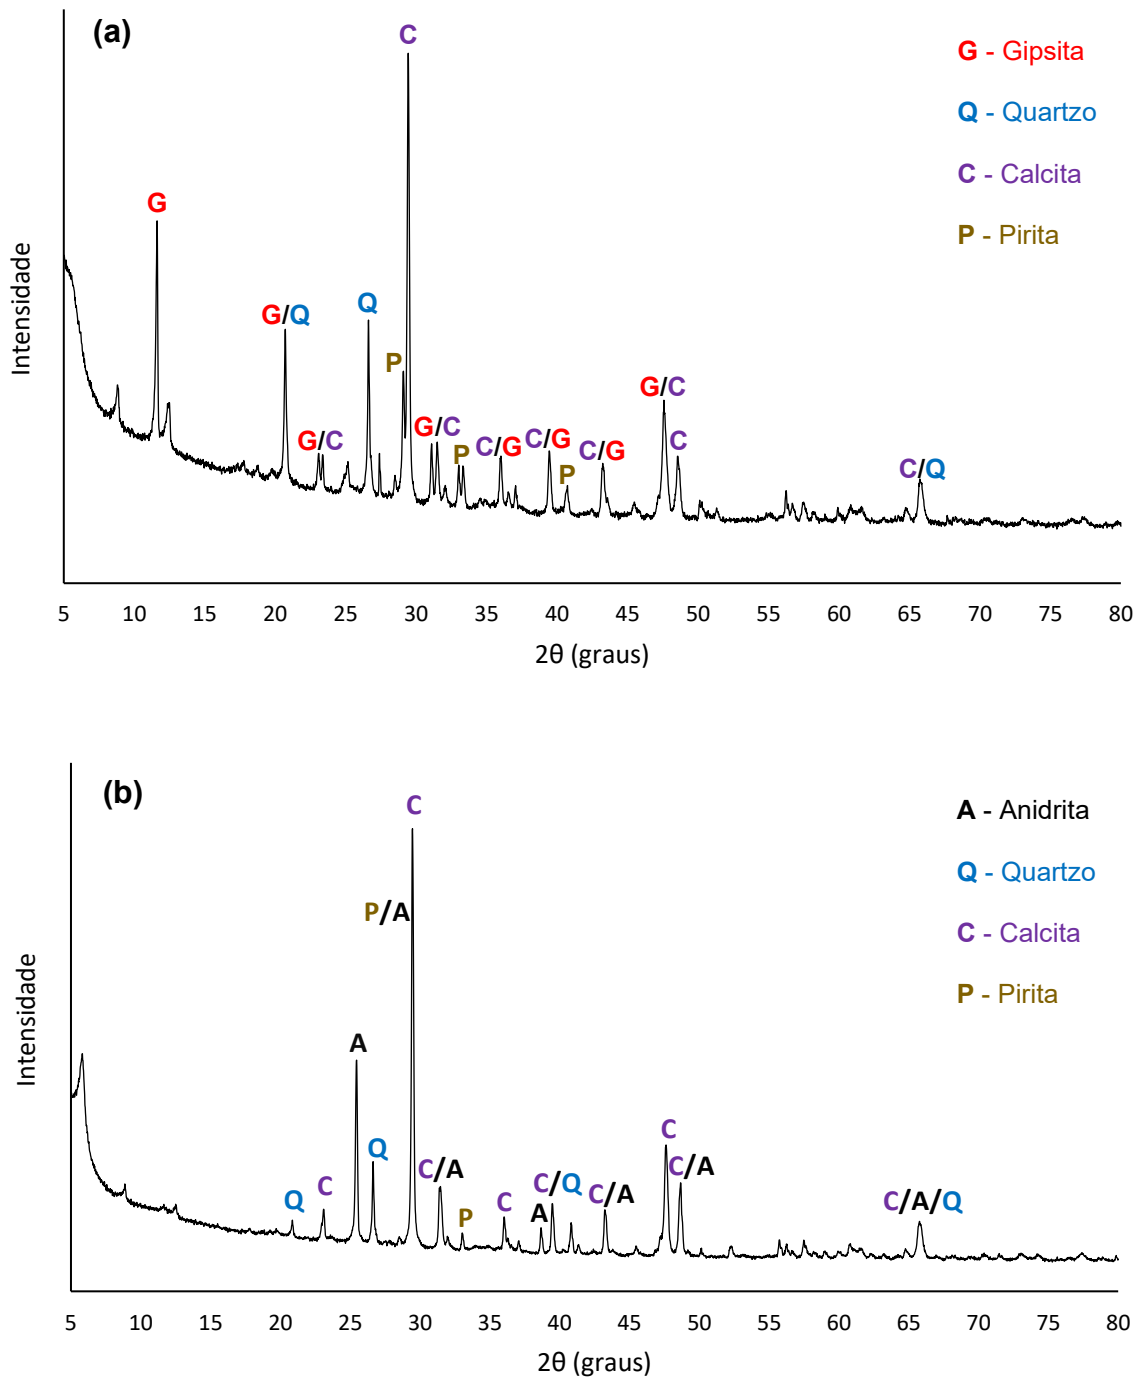 (a)
C
G - Gipsita
Q - Quartzo
C - Calcita
P - Pirita
G
G/Q
Q
P
G/C
G/C
P
C/G
C/G
P
C/G
G/C
C
C/Q
Intensidade
5 10 15 20 25 30 35 40 45 50 55 60 65 70 75 80
2θ (graus)
(b)
C
A - Anidrita
Q - Quartzo
C - Calcita
P - Pirita
P/A
A
Q
Q
C
C/A
P
C
C/Q
A
C/A
C
C/A
C/A/Q
Intensidade
5 10 15 20 25 30 35 40 45 50 55 60 65 70 75 80
2θ (graus)